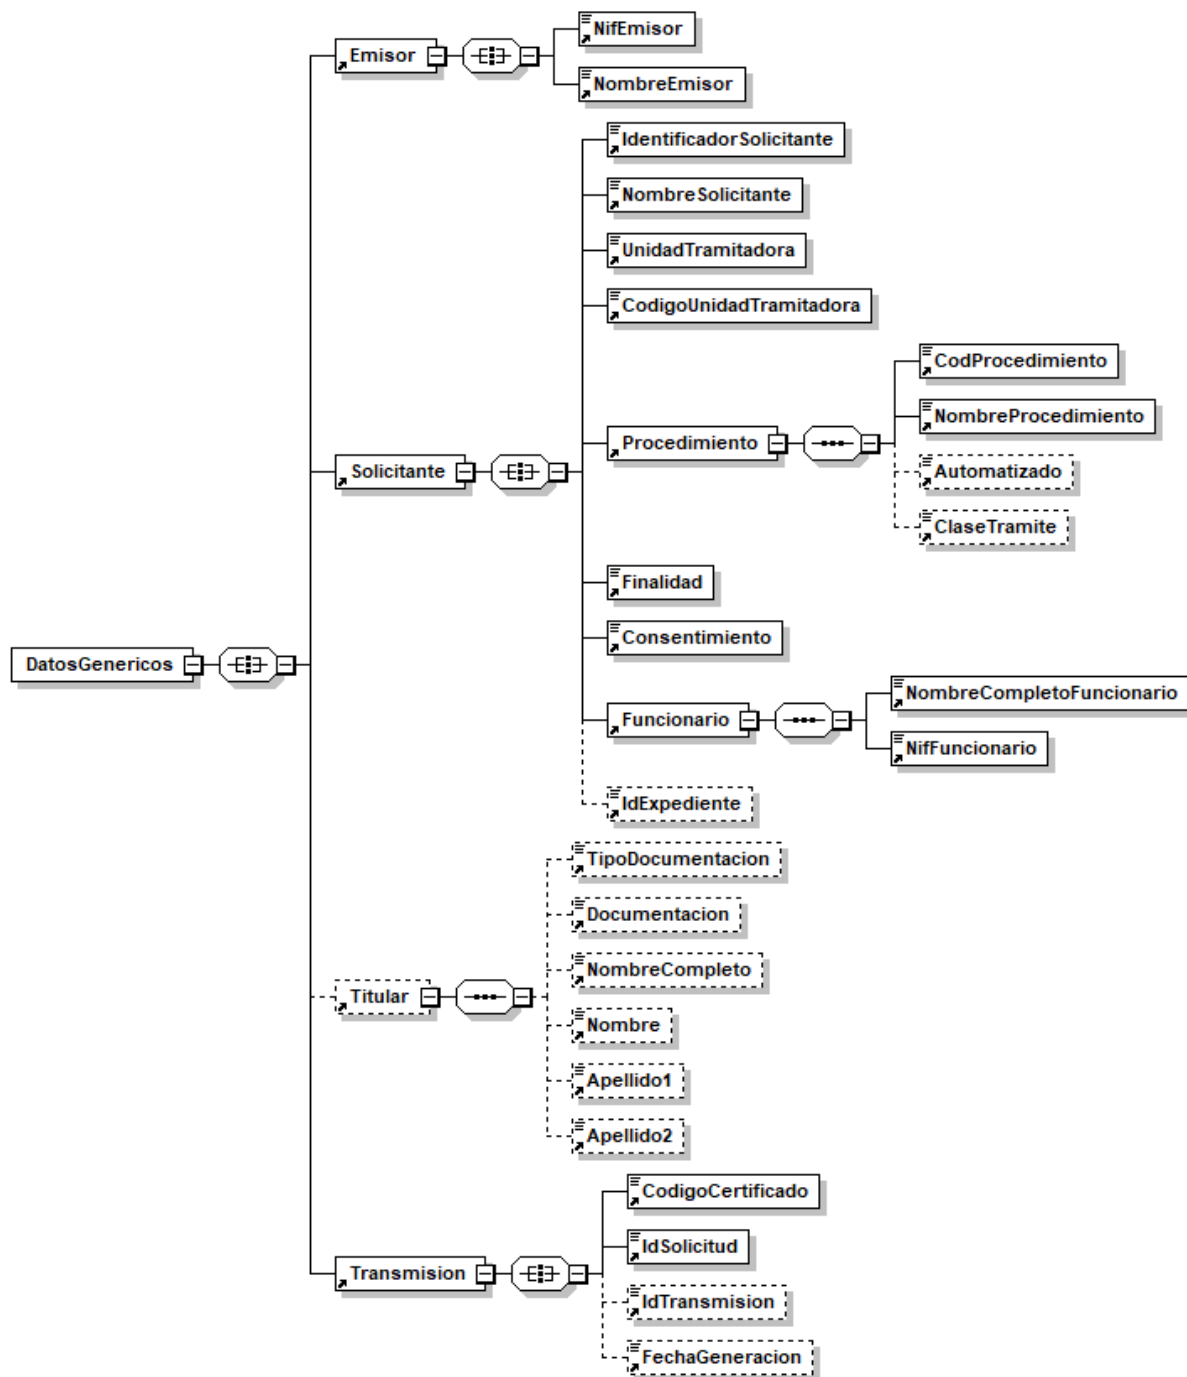 Emisor
NifEmisor
NombreEmisor
IdentificadorSolicitante
NombreSolicitante
UnidadTramitadora
CodigoUnidadTramitadora
CodProcedimiento
NombreProcedimiento
Procedimiento
Automatizado
Solicitante
ClaseTramite
Finalidad
Consentimiento
DatosGenericos
NombreCompletoFuncionario
Funcionario
NifFuncionario
IdExpediente
TipoDocumentacion
Documentacion
NombreCompleto
Titular
Nombre
Apellido1
Apellido2
CodigoCertificado
IdSolicitud
Transmision
IdTransmision
FechaGeneracion